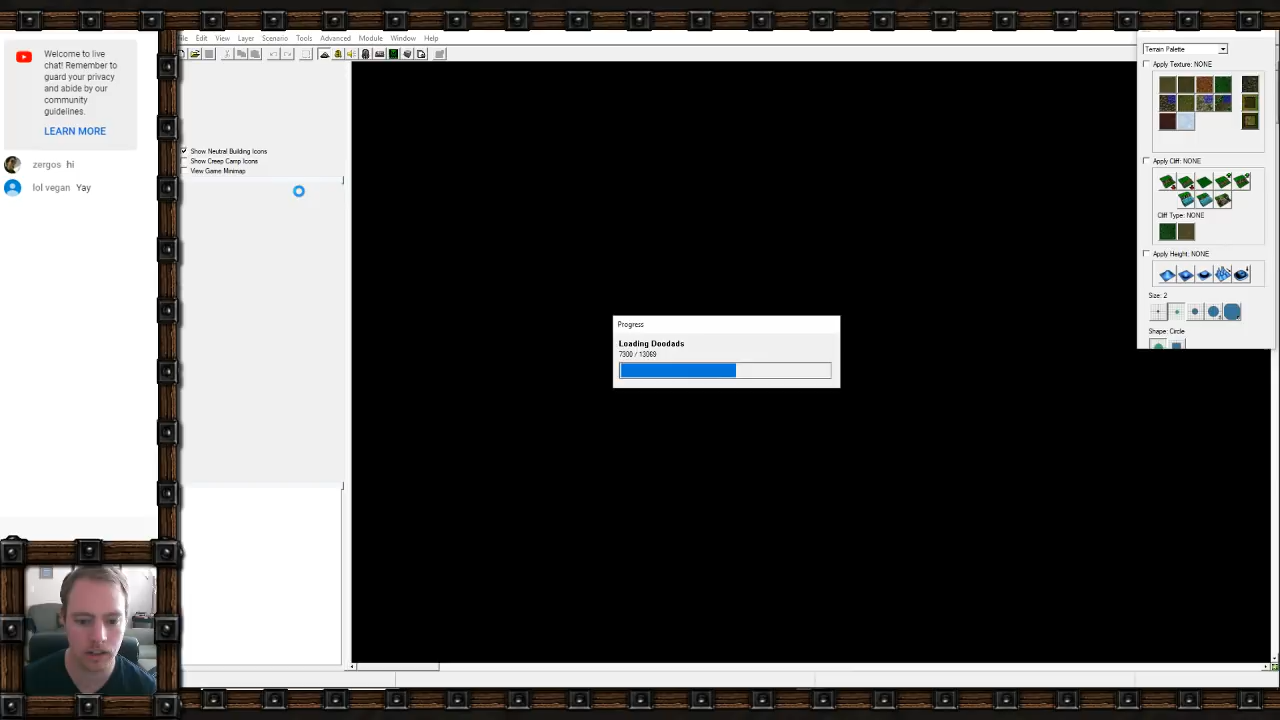 Welcome to live
chat! Remember to
guard your privacy
and abide by our
community
guidelines.
LEARN MORE
zergos hi
lol vegan Yay
File Edit View Layer Scenario Tools Advanced Module Window Help
Show Neutral Building Icons
Show Creep Camp Icons
View Game Minimap
Progress
Loading Doodads
7300 / 13069
Terrain Palette
Apply Texture: NONE
Apply Cliff: NONE
Cliff Type: NONE
Apply Height: NONE
Size: 2
Shape: Circle